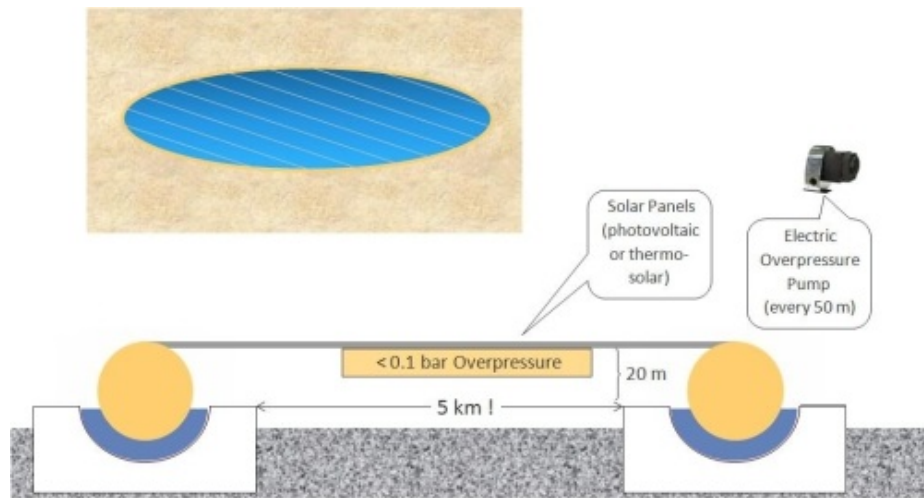 Solar Panels
(photovoltaic
or thermo-
solar)
Electric
Overpressure
Pump
(every 50 m)
< 0.1 bar Overpressure
20 m
5 km !